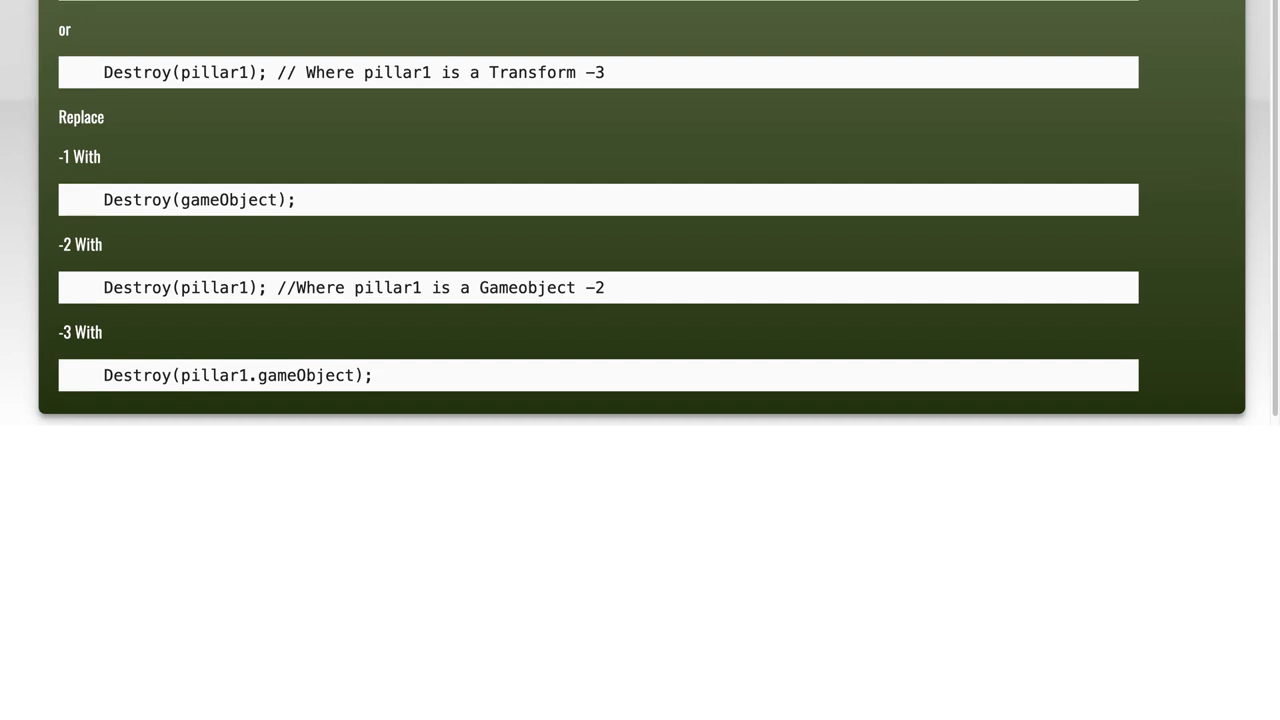 or
Destroy(pillar1); // Where pillar1 is a Transform -3
Replace
-1 With
Destroy(gameObject);
-2 With
Destroy(pillar1); //Where pillar1 is a Gameobject -2
-3 With
Destroy(pillar1.gameObject);